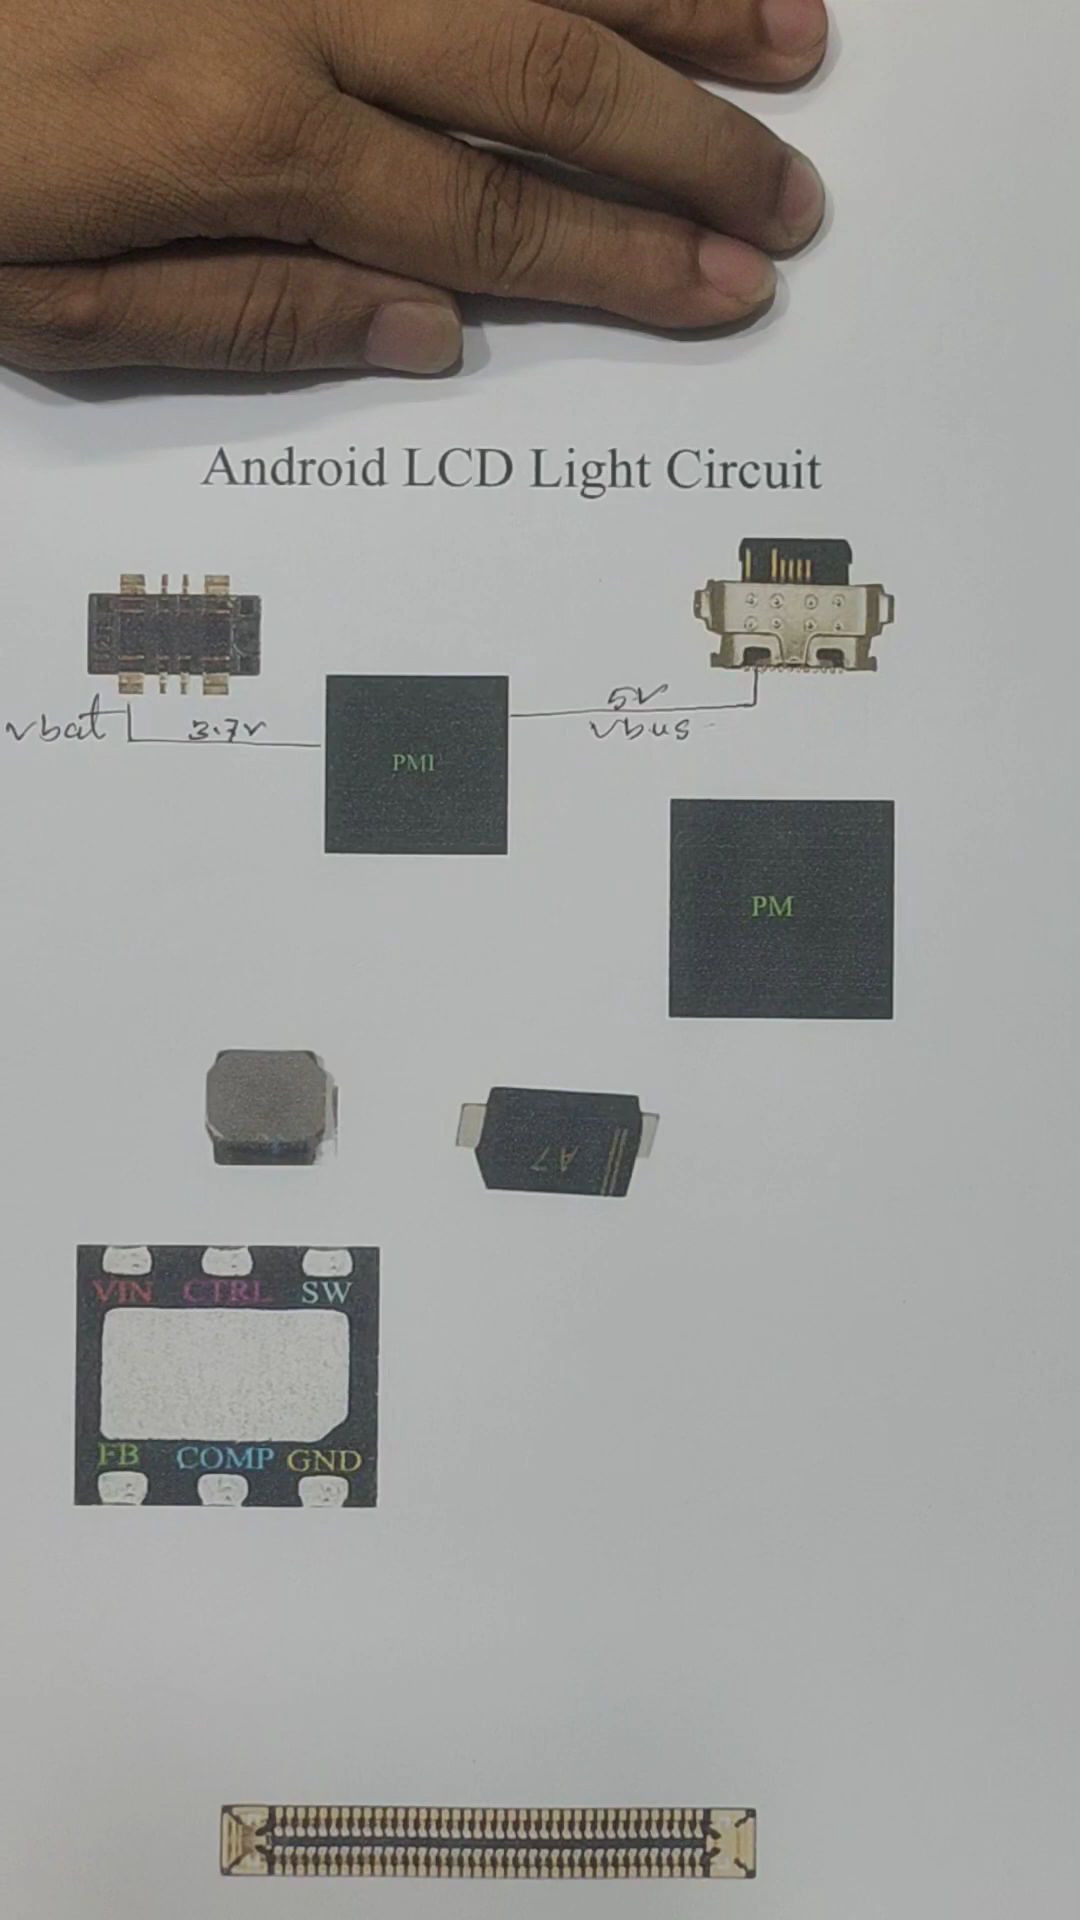 Android LCD Light Circuit
vbat 3.7v
5v
vbus
PMI
PM
A7
VIN CTRL SW
FB COMP GND